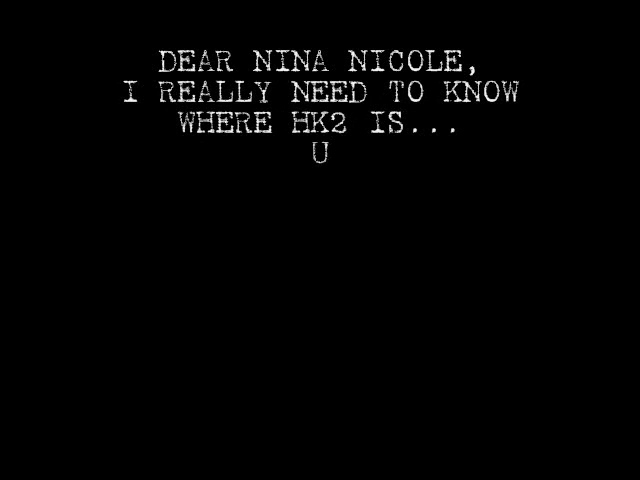 DEAR NINA NICOLE,
I REALLY NEED TO KNOW
WHERE HK2 IS...
U